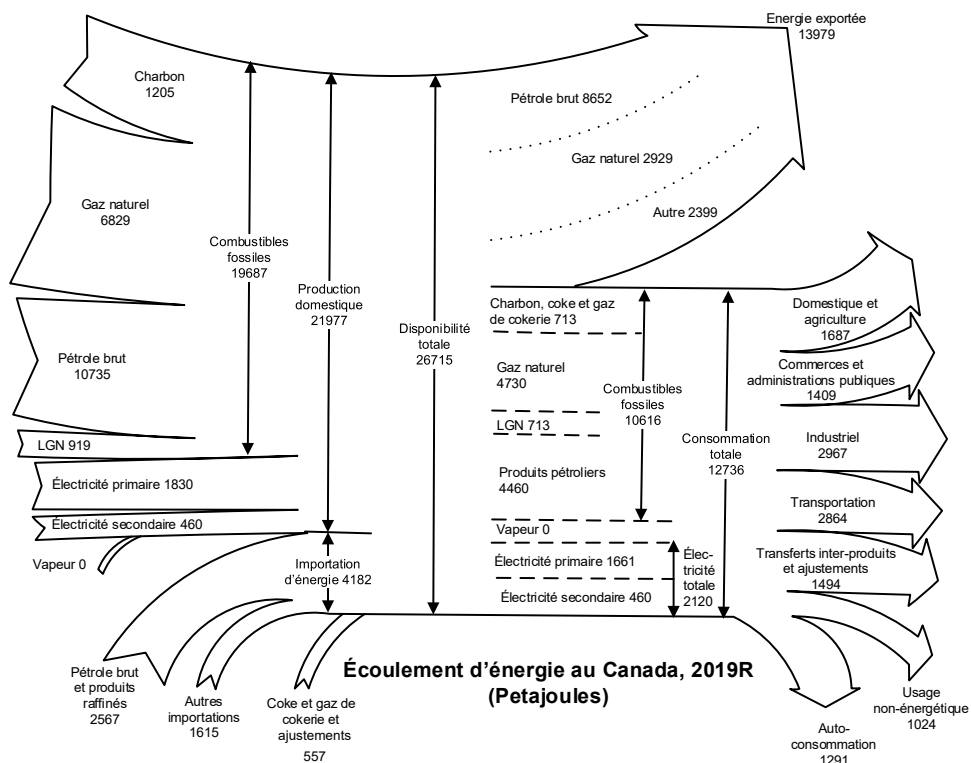 Energie exportée
13979
Charbon
1205
Pétrole brut 8652
Gaz naturel 2929
Autre 2399
Gaz naturel
6829
Combustibles
fossiles
19687
Production
domestique
21977
Disponibilité
totale
26715
Charbon, coke et gaz
de cokerie 713
Domestique et
agriculture
1687
Pétrole brut
10735
Gaz naturel
4730
Combustibles
fossiles
10616
Commerces et
administrations publiques
1409
LGN 919
LGN 713
Consommation
totale
12736
Industriel
2967
Électricité primaire 1830
Produits pétroliers
4460
Transportation
2864
Électricité secondaire 460
Vapeur 0
Vapeur 0
Importation
d'énergie 4182
Électricité primaire 1661
Élec-
tricité
totale
2120
Transferts inter-produits
et ajustements
1494
Électricité secondaire 460
Pétrole brut
et produits
raffinés
2567
Autres
importations
1615
Coke et gaz de
cokerie et
ajustements
557
Écoulement d'énergie au Canada, 2019R
(Petajoules)
Usage
non-énergétique
1024
Auto-
consommation
1291